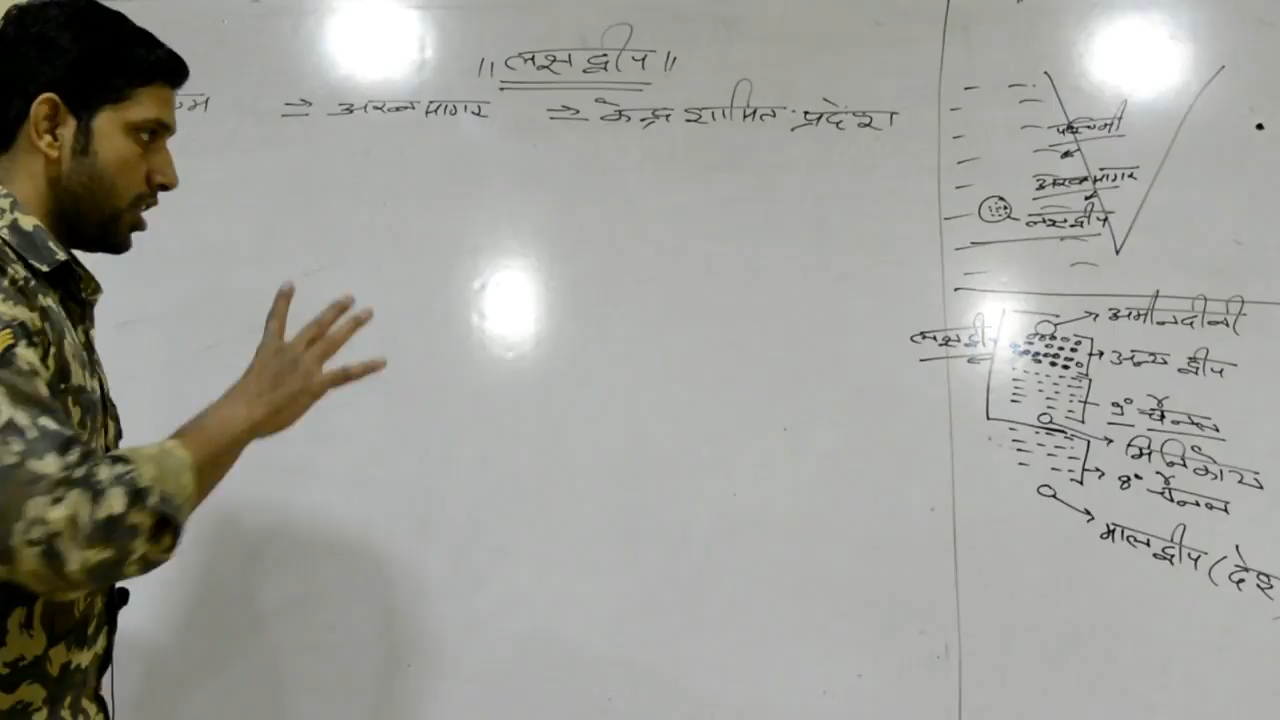 ॥ लक्षद्वीप ॥
⇒ अरब सागर ⇒ केन्द्र शासित प्रदेश
पश्चिमी
अरब सागर
लक्षद्वीप
अमीनदीवी
लक्षद्वी
अन्य द्वीप
9° चैनल
मिनिकॉय
8° चैनल
मालद्वीप (देश